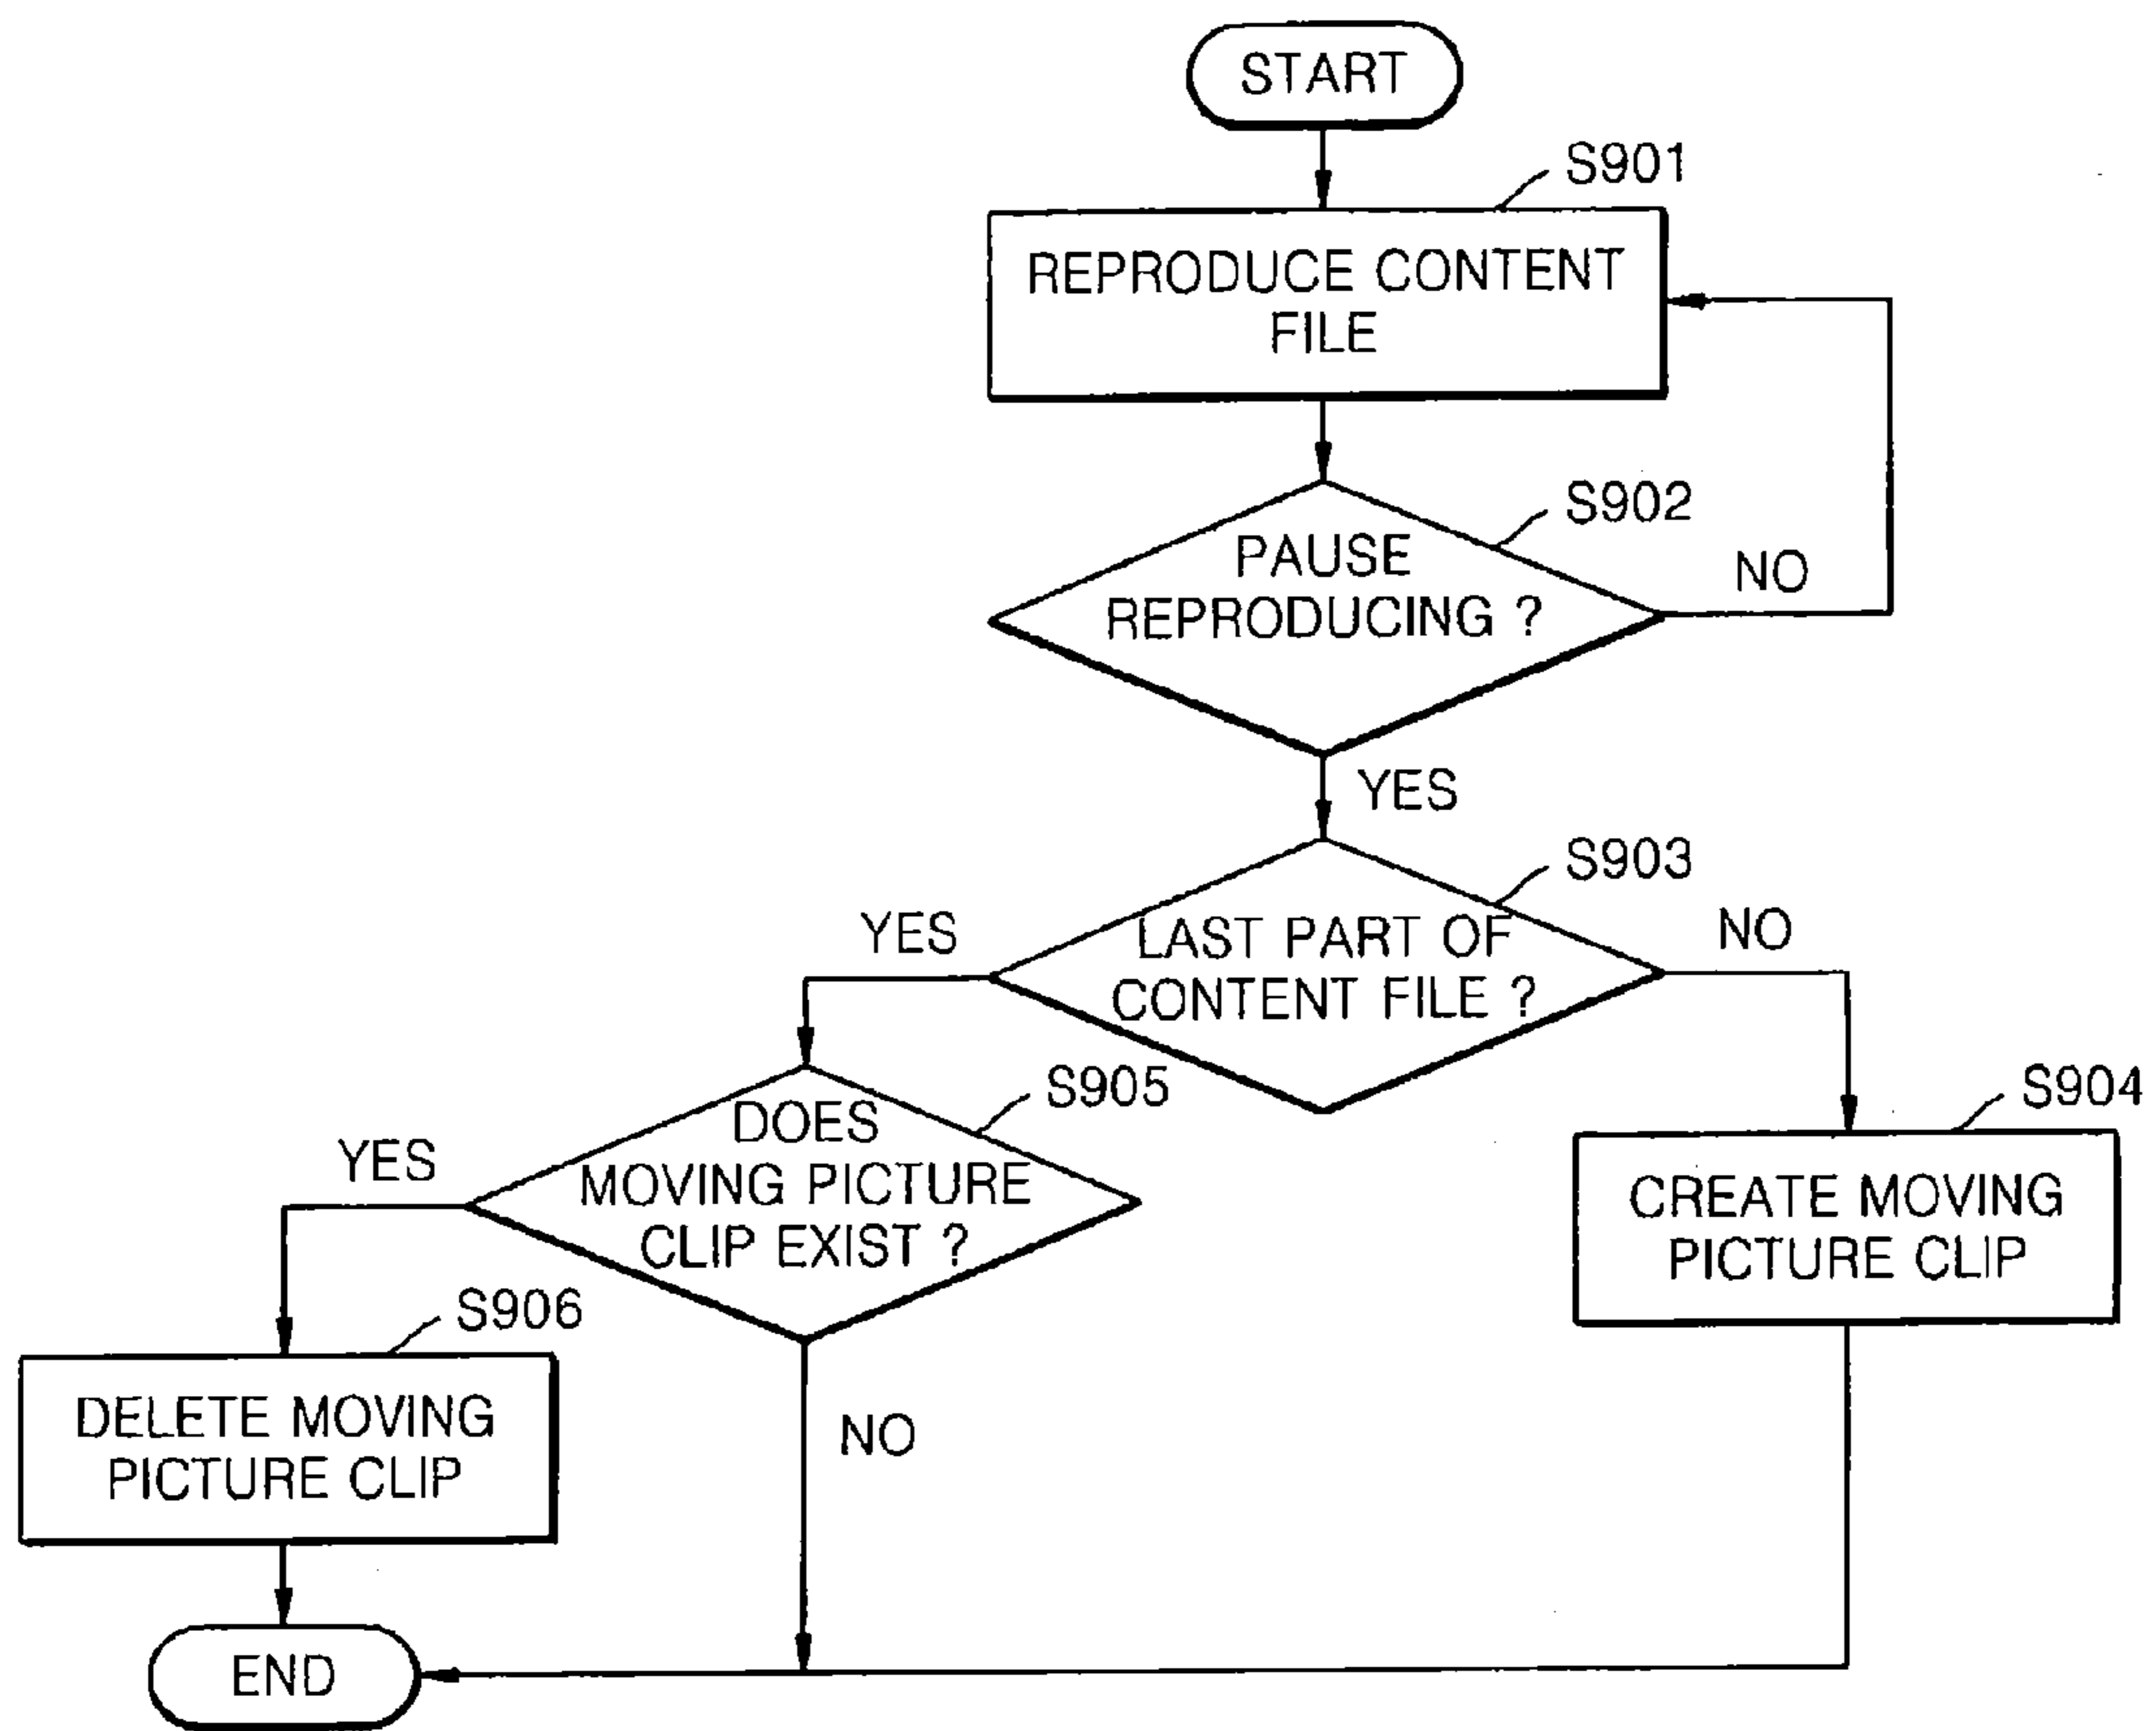 START
S901
REPRODUCE CONTENT
FILE
S902
PAUSE
REPRODUCING ?
NO
YES
S903
LAST PART OF
CONTENT FILE ?
YES
NO
S905
DOES
MOVING PICTURE
CLIP EXIST ?
YES
NO
S904
CREATE MOVING
PICTURE CLIP
S906
DELETE MOVING
PICTURE CLIP
END